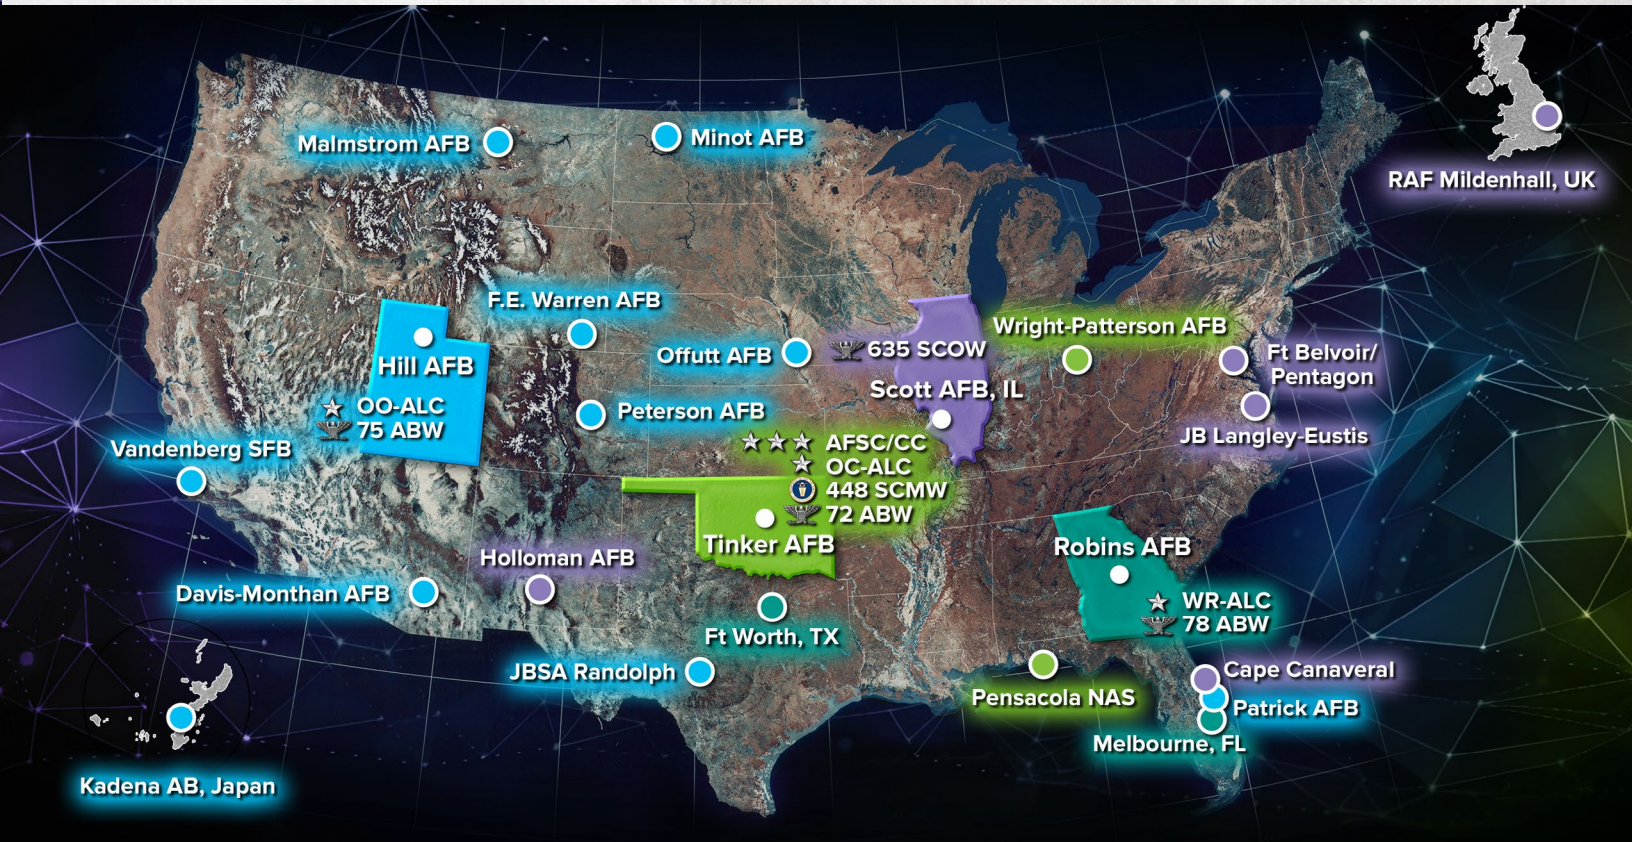 Malmstrom AFB
Minot AFB
RAF Mildenhall, UK
F.E. Warren AFB
Hill AFB
OO-ALC
75 ABW
Offutt AFB
635 SCOW
Scott AFB, IL
Wright-Patterson AFB
Ft Belvoir/
Pentagon
JB Langley-Eustis
Peterson AFB
Vandenberg SFB
AFSC/CC
OC-ALC
448 SCMW
72 ABW
Tinker AFB
Holloman AFB
Davis-Monthan AFB
Robins AFB
WR-ALC
78 ABW
Ft Worth, TX
JBSA Randolph
Pensacola NAS
Cape Canaveral
Patrick AFB
Melbourne, FL
Kadena AB, Japan